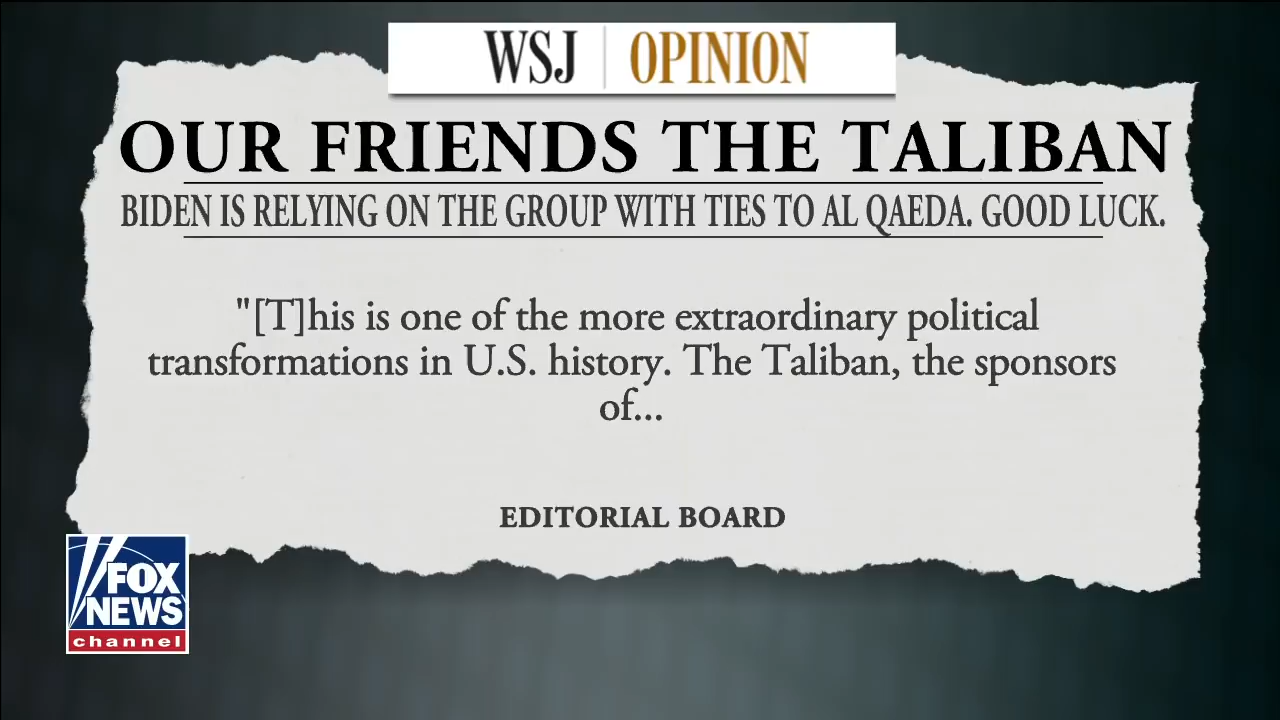 WSJ | OPINION
OUR FRIENDS THE TALIBAN
BIDEN IS RELYING ON THE GROUP WITH TIES TO AL QAEDA. GOOD LUCK.
"[T]his is one of the more extraordinary political
transformations in U.S. history. The Taliban, the sponsors
of...
EDITORIAL BOARD
FOX
NEWS
channel